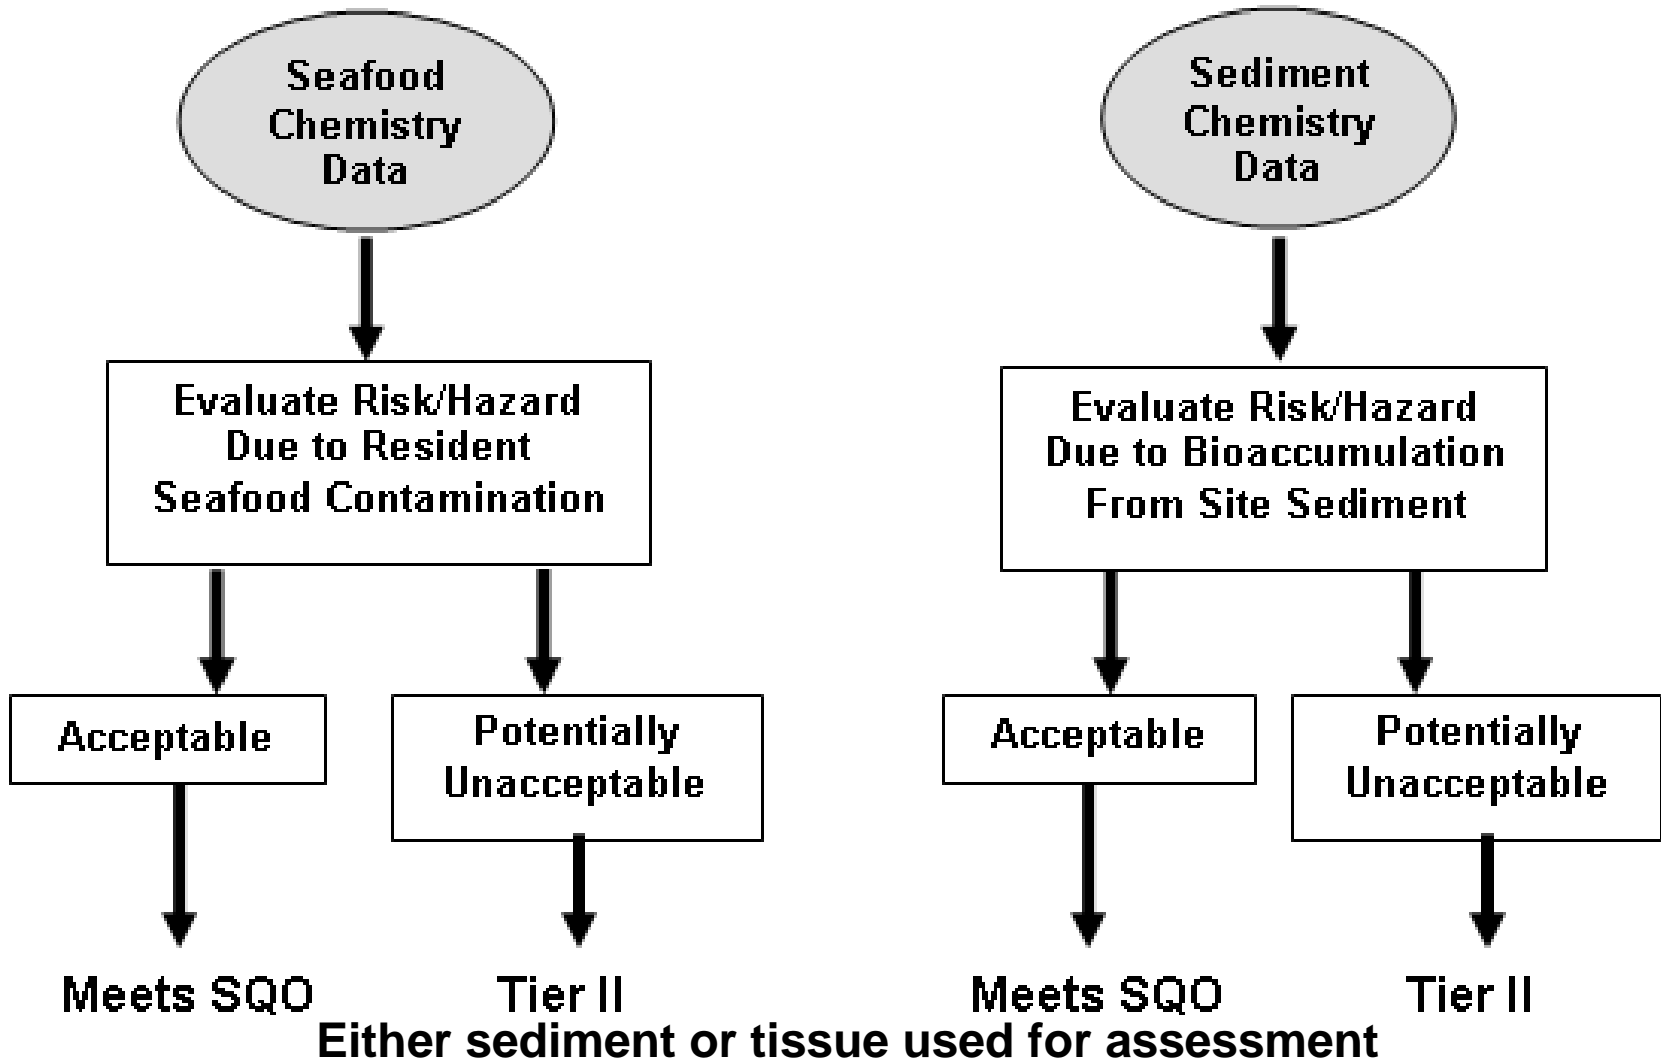 Seafood
Chemistry
Data
Evaluate Risk/Hazard
Due to Resident
Seafood Contamination
Acceptable
Potentially
Unacceptable
Meets SQO
Tier II
Sediment
Chemistry
Data
Evaluate Risk/Hazard
Due to Bioaccumulation
From Site Sediment
Acceptable
Potentially
Unacceptable
Meets SQO
Tier II
Either sediment or tissue used for assessment